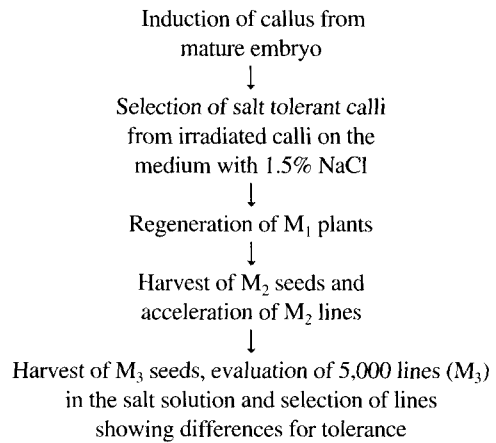 Induction of callus from
mature embryo
↓
Selection of salt tolerant calli
from irradiated calli on the
medium with 1.5% NaCl
↓
Regeneration of M₁ plants
↓
Harvest of M₂ seeds and
acceleration of M₂ lines
↓
Harvest of M₃ seeds, evaluation of 5,000 lines (M₃)
in the salt solution and selection of lines
showing differences for tolerance